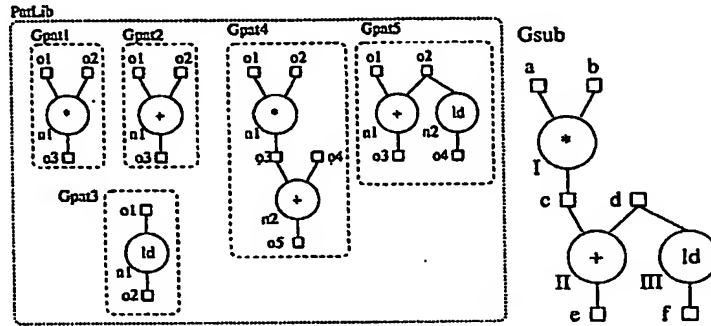 PatLib
Gpat1
Gpat2
Gpat4
Gpat5
Gsub
o1 o2
o1 o2
o1 o2
o1 o2
a b
*
+
*
+
ld
*
n1
n1
n1
n1
n2
I
o3
o3
o3 o4
o3
o4
c d
Gpat3
o1
+
n2
ld
n1
+
ld
II
III
o5
o2
e
f